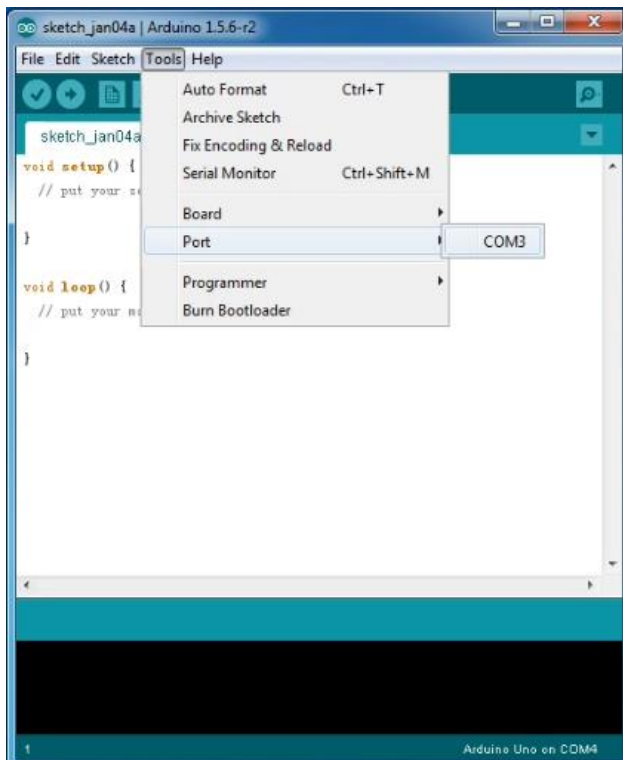 sketch_jan04a | Arduino 1.5.6-r2
File Edit Sketch Tools Help
Auto Format Ctrl+T
Archive Sketch
sketch_jan04a
Fix Encoding & Reload
void setup() {
Serial Monitor Ctrl+Shift+M
// put your
Board
}
Port COM3
Programmer
void loop() {
// put your
Burn Bootloader
}
1 Arduino Uno on COM4